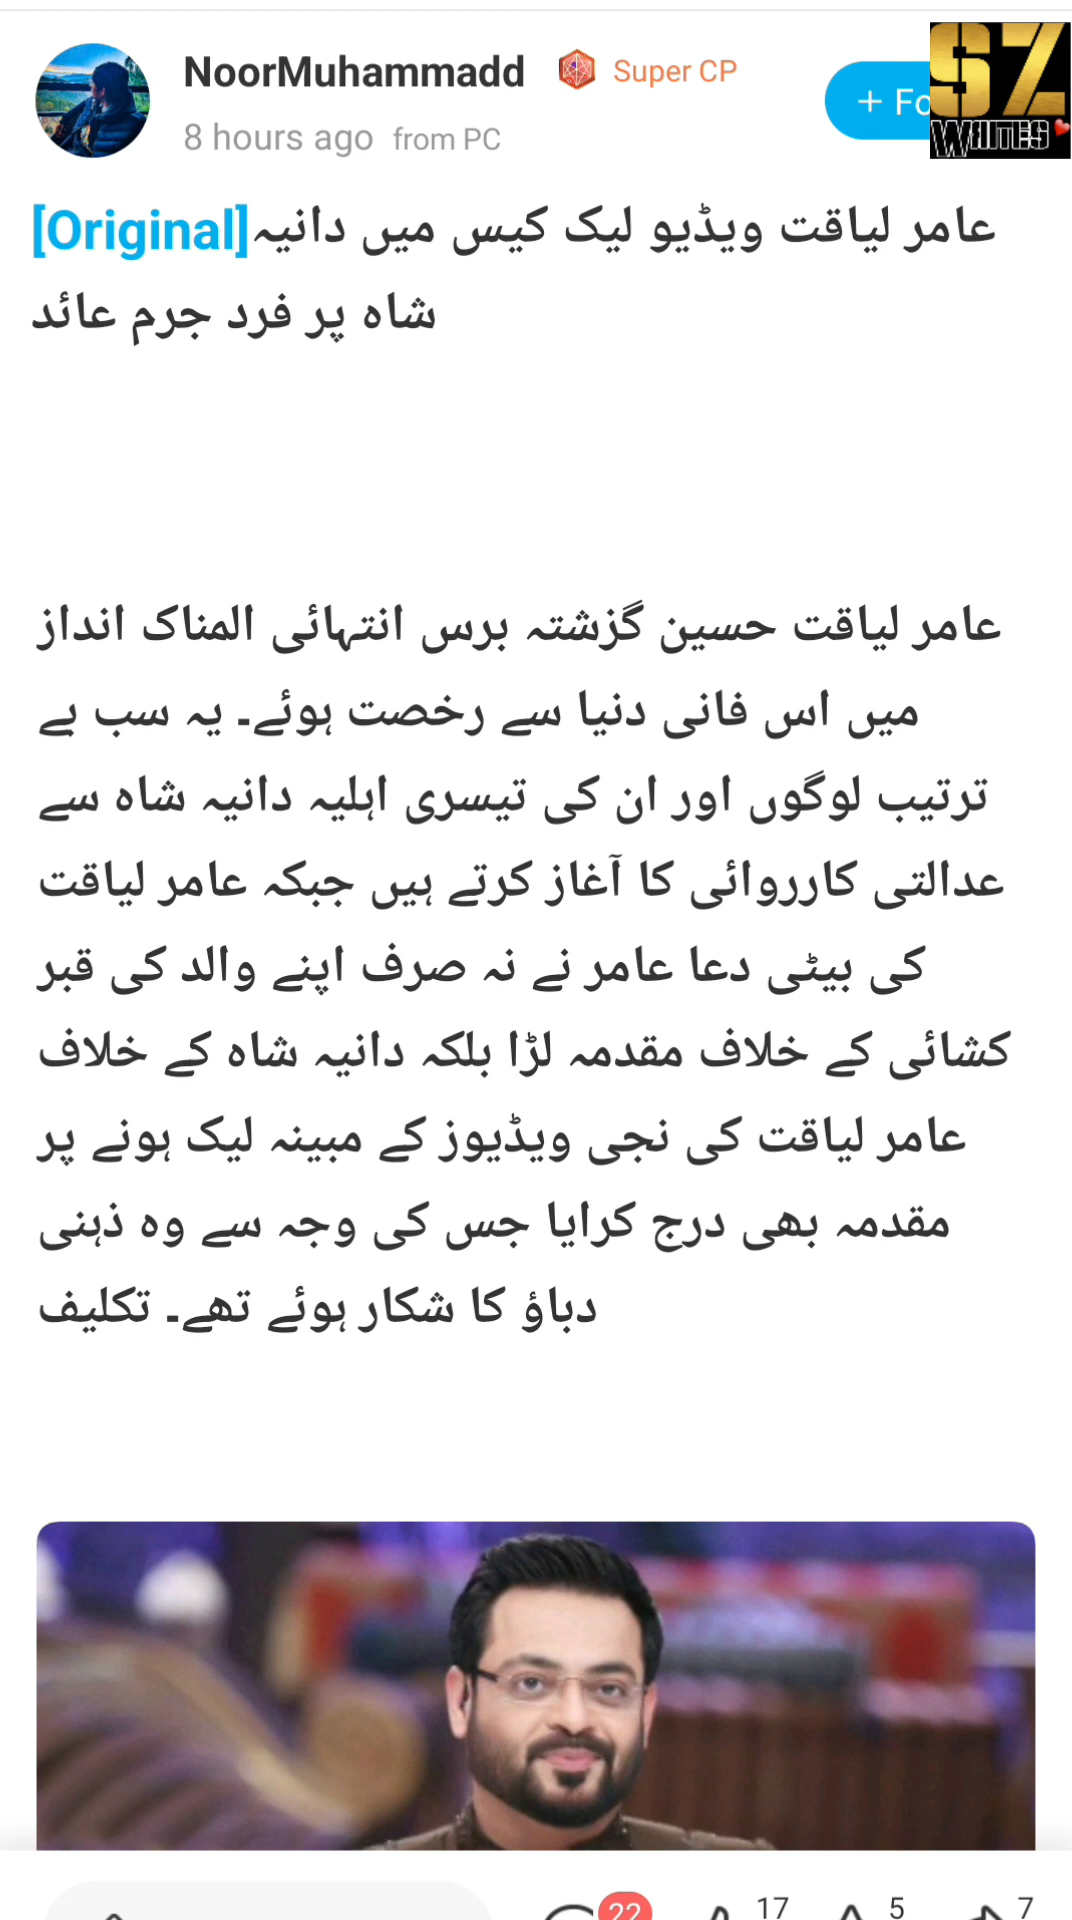 NoorMuhammadd Super CP
8 hours ago from PC
+ Fo
SZ
WRITES
[Original]عامر لیاقت ویڈیو لیک کیس میں دانیہ
شاہ پر فرد جرم عائد
عامر لیاقت حسین گزشتہ برس انتہائی المناک انداز
میں اس فانی دنیا سے رخصت ہوئے۔ یہ سب بے
ترتیب لوگوں اور ان کی تیسری اہلیہ دانیہ شاہ سے
عدالتی کارروائی کا آغاز کرتے ہیں جبکہ عامر لیاقت
کی بیٹی دعا عامر نے نہ صرف اپنے والد کی قبر
کشائی کے خلاف مقدمہ لڑا بلکہ دانیہ شاہ کے خلاف
عامر لیاقت کی نجی ویڈیوز کے مبینہ لیک ہونے پر
مقدمہ بھی درج کرایا جس کی وجہ سے وہ ذہنی
دباؤ کا شکار ہوئے تھے۔ تکلیف
22 17 5 7